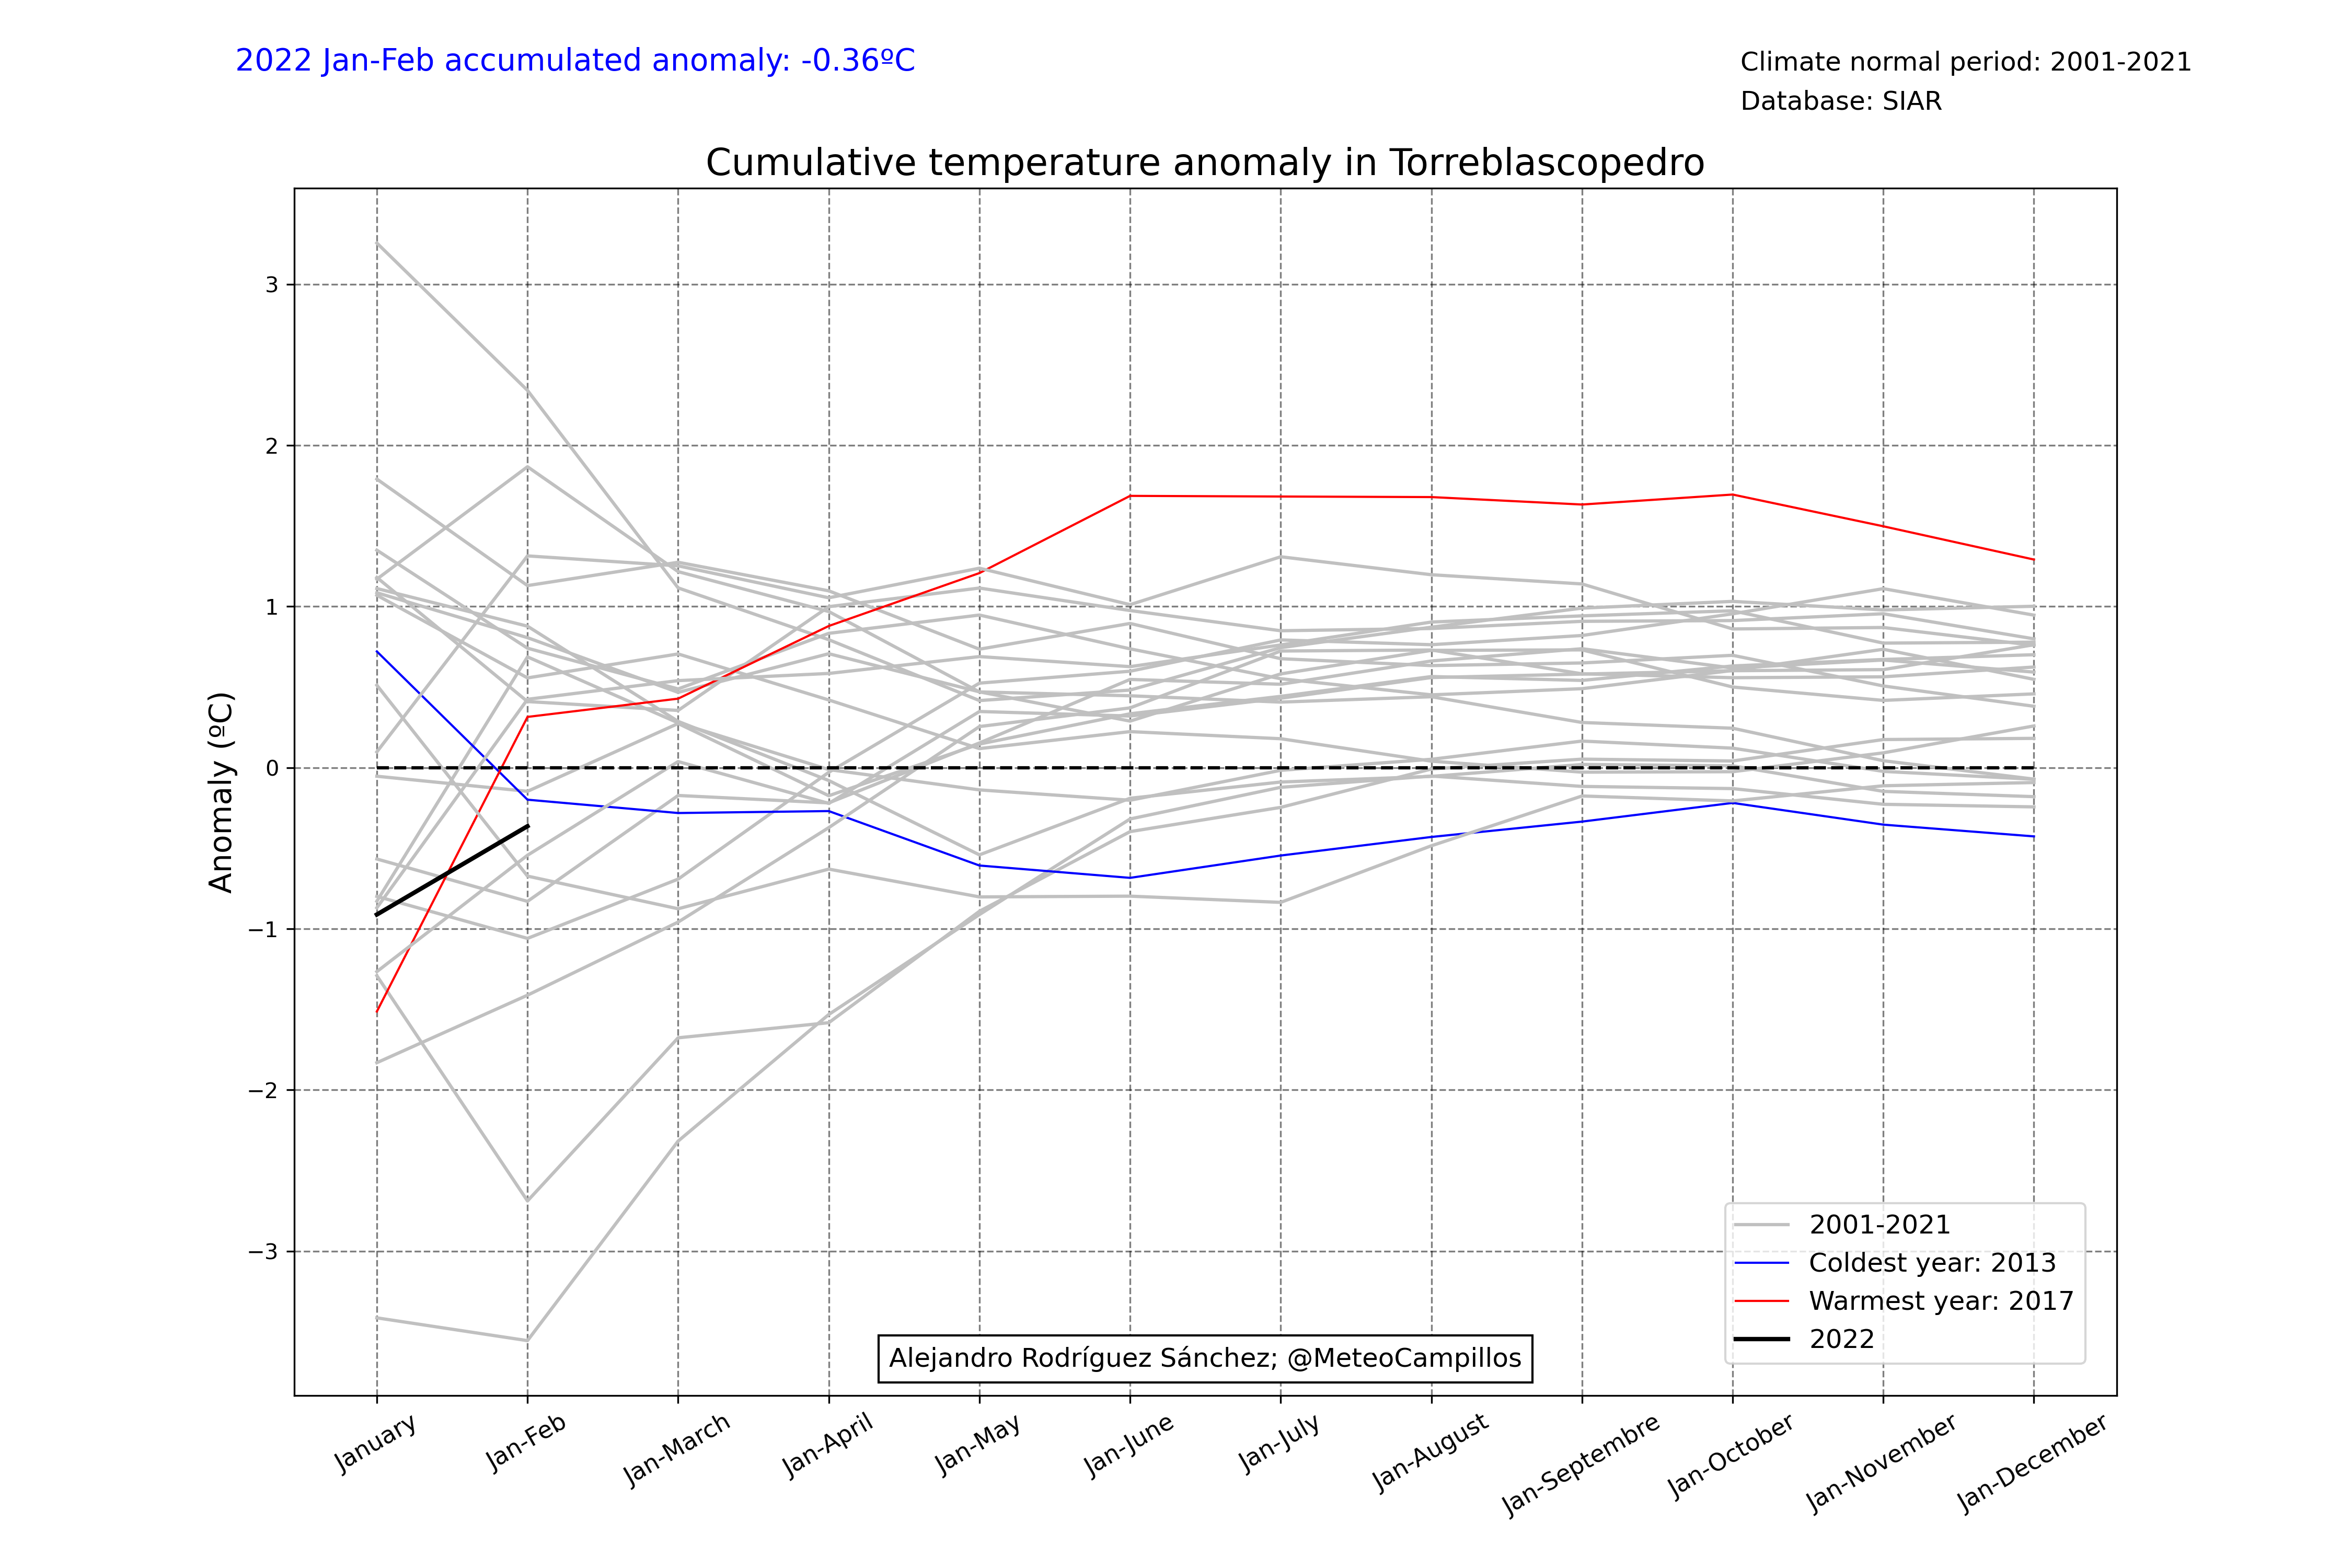 2022 Jan-Feb accumulated anomaly: -0.36ºC
Climate normal period: 2001-2021
Database: SIAR
Cumulative temperature anomaly in Torreblascopedro
Anomaly (ºC)
3
2
1
0
−1
−2
−3
2001-2021
Coldest year: 2013
Warmest year: 2017
2022
Alejandro Rodríguez Sánchez; @MeteoCampillos
January
Jan-Feb
Jan-March
Jan-April
Jan-May
Jan-June
Jan-July
Jan-August
Jan-Septembre
Jan-October
Jan-November
Jan-December